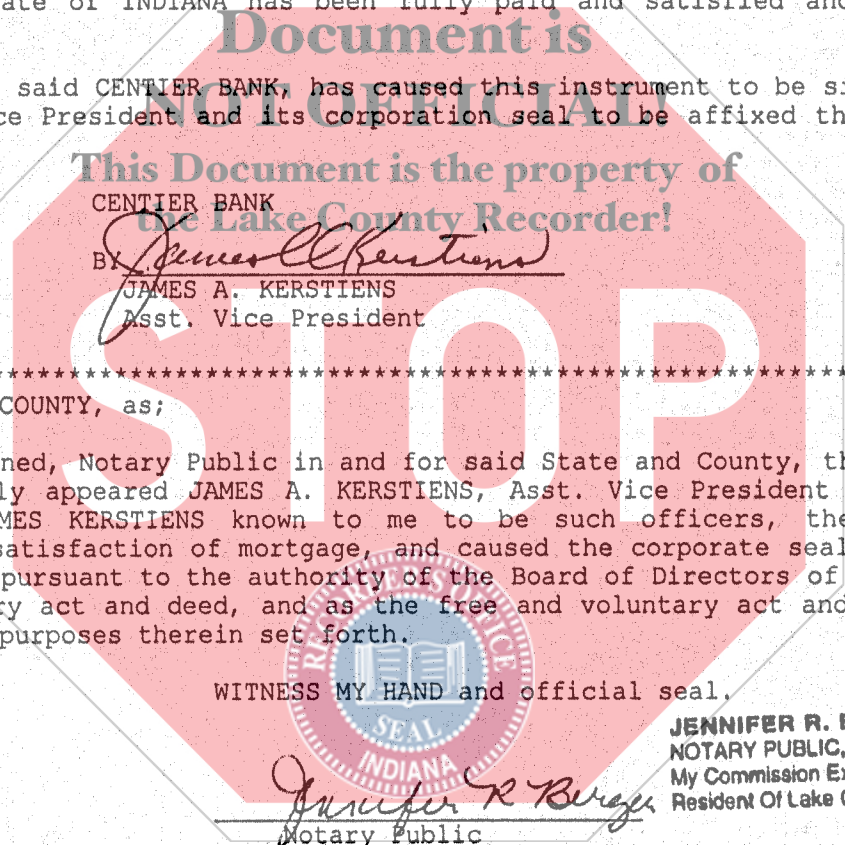 ate of INDIANA has been fully paid and satisfied and
Document is
said CENTIER BANK, has caused this instrument to be si
NOT OFFICIAL!
ce President and its corporation seal to be affixed th
This Document is the property of
CENTIER BANK
the Lake County Recorder!
BY James A Kerstiens
JAMES A. KERSTIENS
Asst. Vice President
STOP
********************************************************************
COUNTY, as;
ned, Notary Public in and for said State and County, th
ly appeared JAMES A. KERSTIENS, Asst. Vice President
MES KERSTIENS known to me to be such officers, the
satisfaction of mortgage, and caused the corporate seal
pursuant to the authority of the Board of Directors of
ry act and deed, and as the free and voluntary act and
purposes therein set forth.
RECORDER'S OFFICE
WITNESS MY HAND and official seal.
SEAL
INDIANA
JENNIFER R. B
NOTARY PUBLIC,
My Commission Ex
Resident Of Lake C
Jennifer R Berger
Notary Public